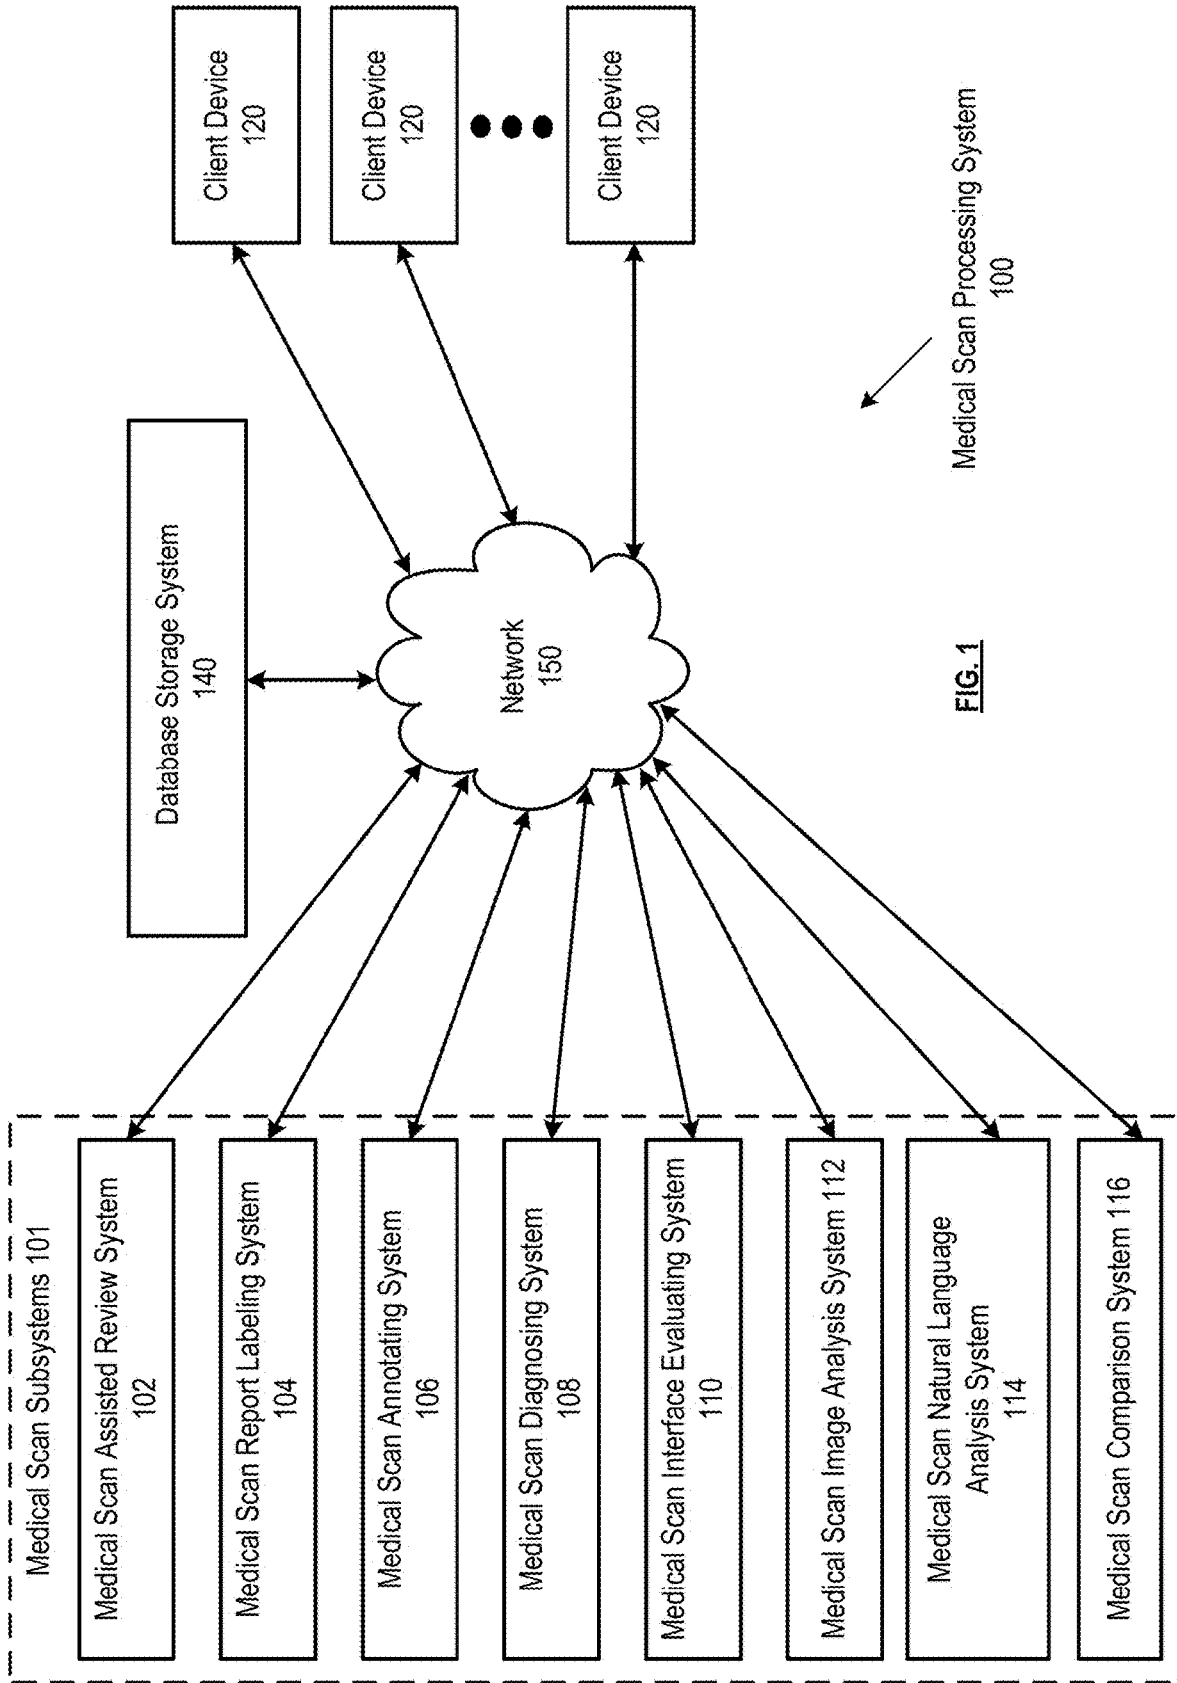 Medical Scan Subsystems 101
Medical Scan Assisted Review System
102
Medical Scan Report Labeling System
104
Medical Scan Annotating System
106
Medical Scan Diagnosing System
108
Medical Scan Interface Evaluating System
110
Medical Scan Image Analysis System 112
Medical Scan Natural Language
Analysis System
114
Medical Scan Comparison System 116
Database Storage System
140
Network
150
Client Device
120
Client Device
120
Client Device
120
Medical Scan Processing System
100
FIG. 1